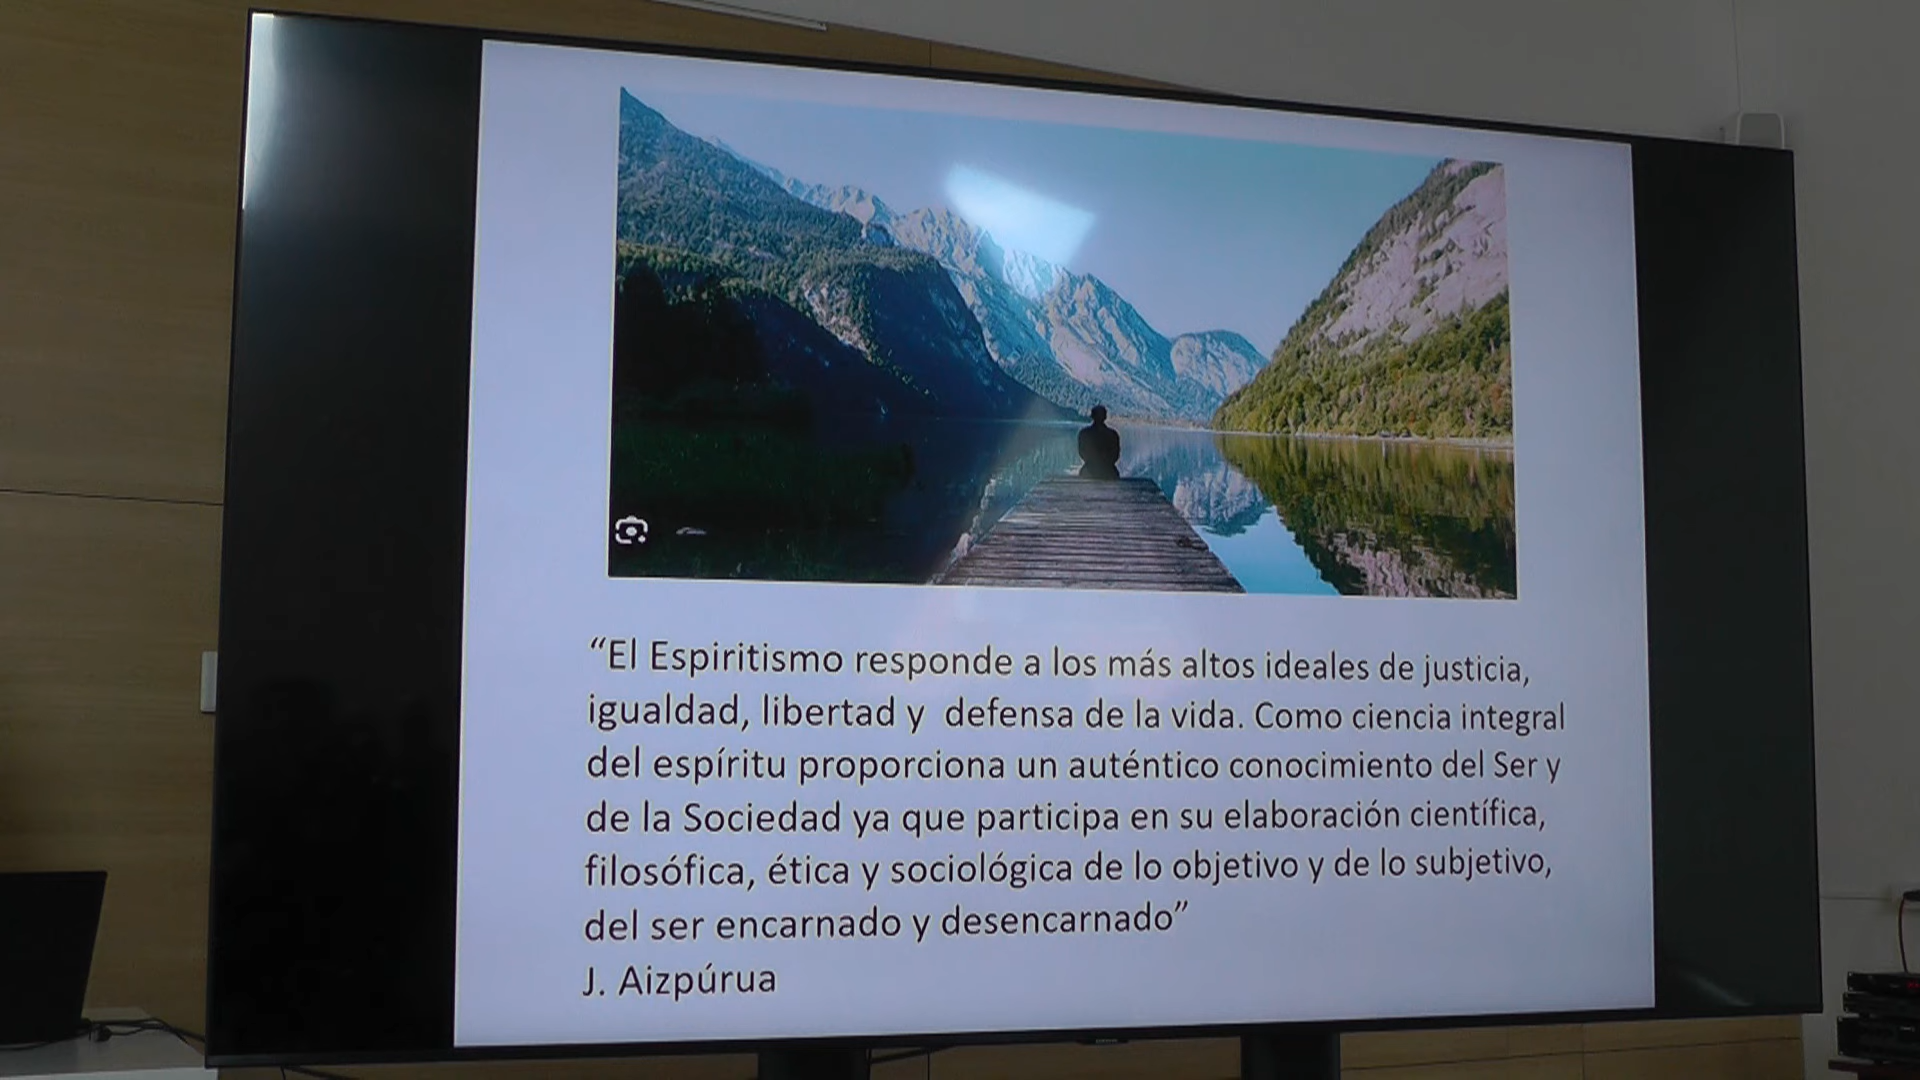 “El Espiritismo responde a los más altos ideales de justicia,
igualdad, libertad y  defensa de la vida. Como ciencia integral
del espíritu proporciona un auténtico conocimiento del Ser y
de la Sociedad ya que participa en su elaboración científica,
filosófica, ética y sociológica de lo objetivo y de lo subjetivo,
del ser encarnado y desencarnado”
J. Aizpúrua